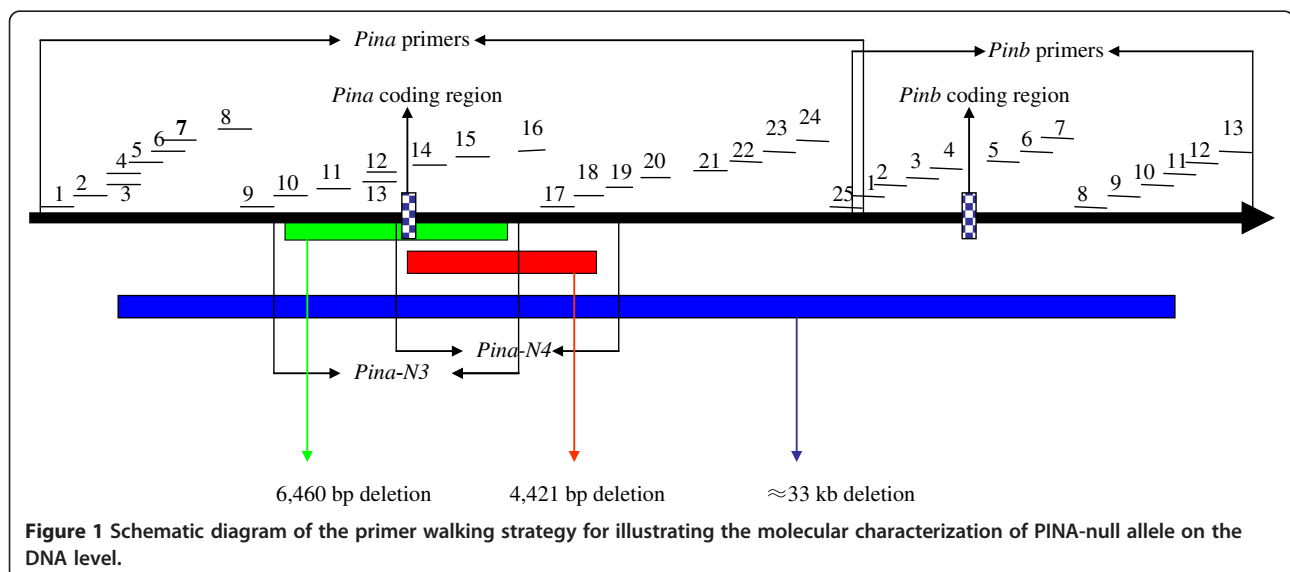 Pina primers
Pinb primers
Pina coding region
Pinb coding region
1 2 3 4 5 6 7 8 9 10 11 12 13 14 15 16 17 18 19 20 21 22 23 24 25
1 2 3 4 5 6 7 8 9 10 11 12 13
Pina-N4
Pina-N3
6,460 bp deletion
4,421 bp deletion
≈33 kb deletion
Figure 1 Schematic diagram of the primer walking strategy for illustrating the molecular characterization of PINA-null allele on the
DNA level.